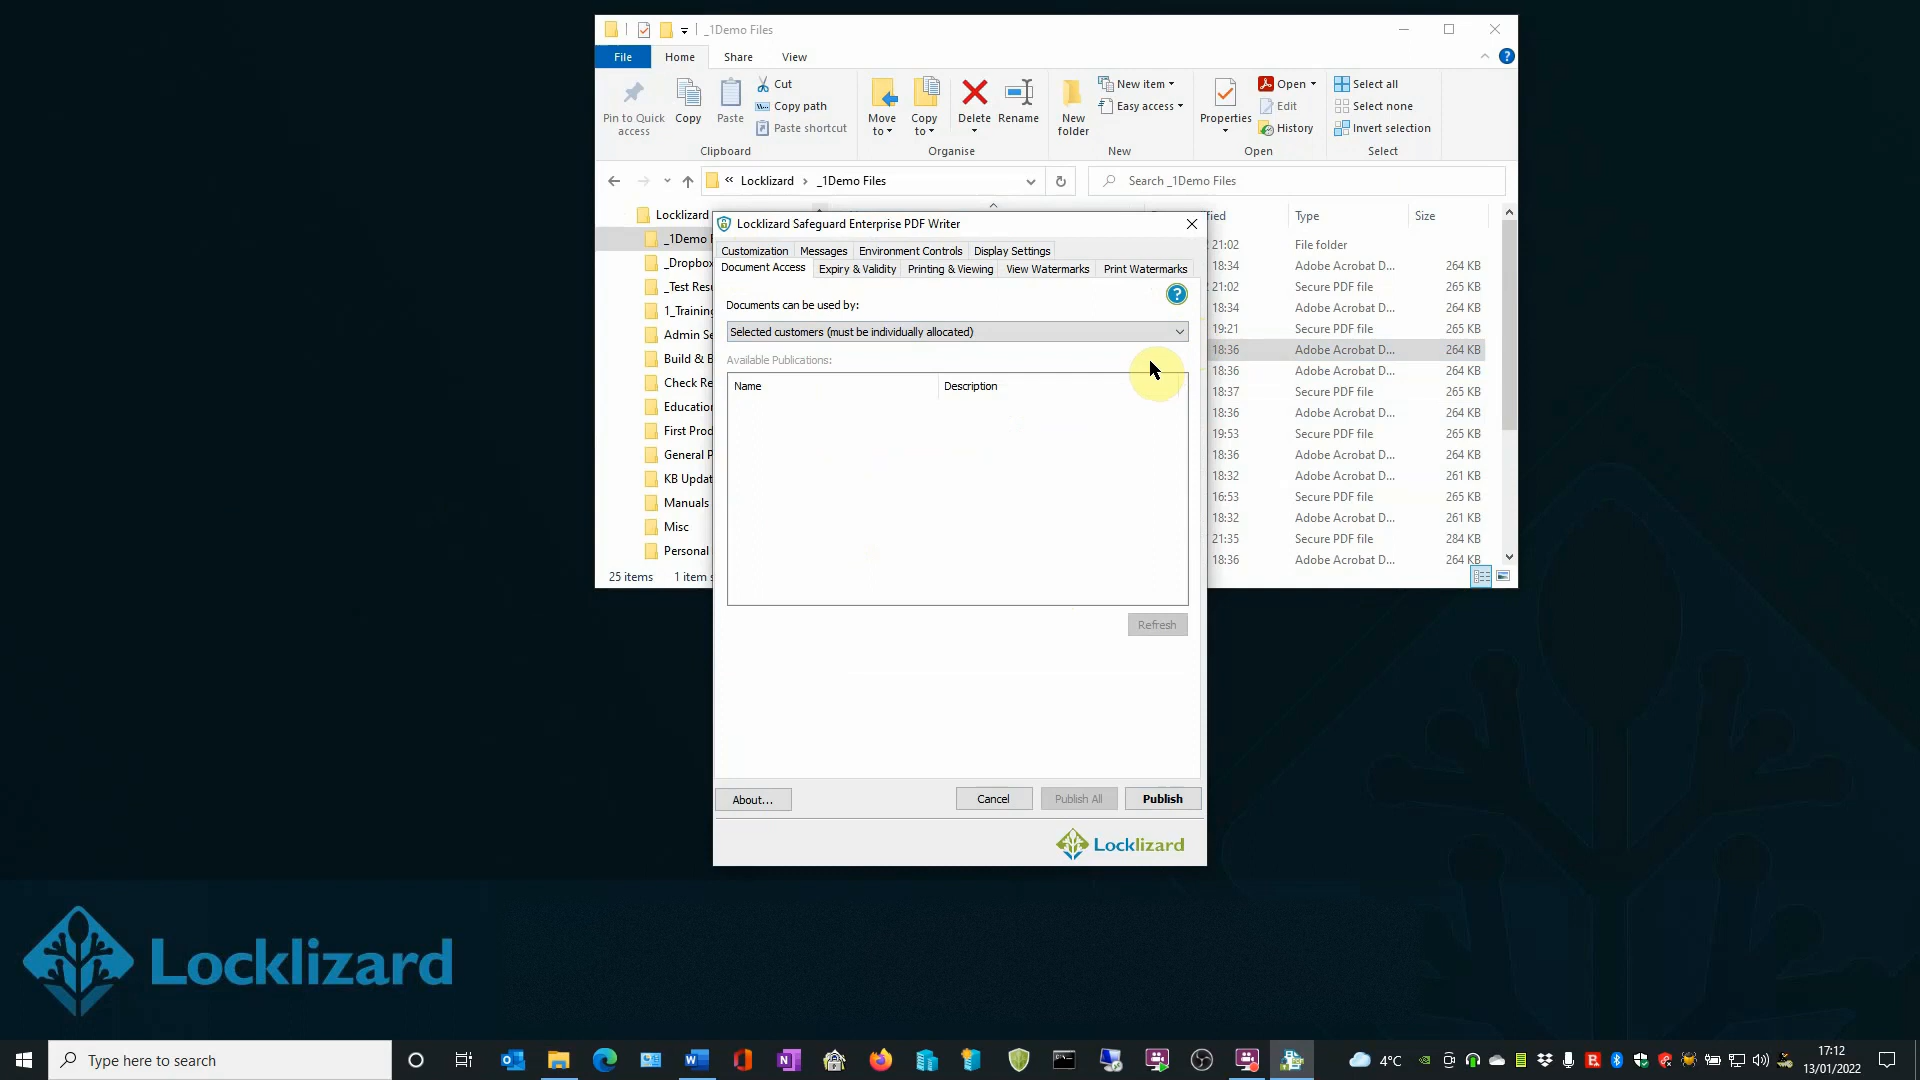 _1Demo Files
File Home Share View
Pin to Quick access
Copy
Paste
Cut
Copy path
Paste shortcut
Clipboard
Move to
Copy to
Delete
Rename
Organise
New folder
New item
Easy access
New
Properties
Open
Edit
History
Open
Select all
Select none
Invert selection
Select
« Locklizard › _1Demo Files
Search _1Demo Files
Locklizard
_1Demo F
_Dropbox
_Test Resu
1_Training
Admin Se
Build & B
Check Re
Education
First Prod
General P
KB Updat
Manuals
Misc
Personal
25 items 1 item s
fied Type Size
21:02 File folder
18:34 Adobe Acrobat D... 264 KB
21:02 Secure PDF file 265 KB
18:34 Adobe Acrobat D... 264 KB
19:21 Secure PDF file 265 KB
18:36 Adobe Acrobat D... 264 KB
18:36 Adobe Acrobat D... 264 KB
18:37 Secure PDF file 265 KB
18:36 Adobe Acrobat D... 264 KB
19:53 Secure PDF file 265 KB
18:36 Adobe Acrobat D... 264 KB
18:32 Adobe Acrobat D... 261 KB
16:53 Secure PDF file 265 KB
18:32 Adobe Acrobat D... 261 KB
21:35 Secure PDF file 284 KB
18:36 Adobe Acrobat D... 264 KB
Locklizard Safeguard Enterprise PDF Writer
Customization Messages Environment Controls Display Settings
Document Access Expiry & Validity Printing & Viewing View Watermarks Print Watermarks
Documents can be used by:
Selected customers (must be individually allocated)
Available Publications:
Name Description
Refresh
About... Cancel Publish All Publish
Locklizard
Locklizard
Type here to search
4°C
17:12
13/01/2022